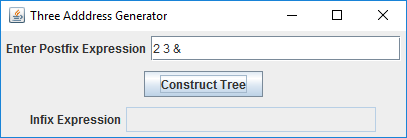 Three Adddress Generator
Enter Postfix Expression 2 3 &
Construct Tree
Infix Expression